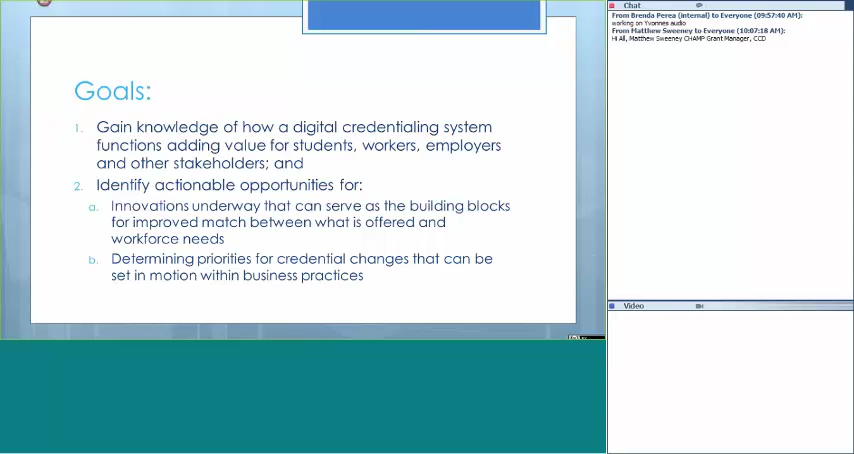 Goals:
1. Gain knowledge of how a digital credentialing system
functions adding value for students, workers, employers
and other stakeholders; and
2. Identify actionable opportunities for:
a. Innovations underway that can serve as the building blocks
for improved match between what is offered and
workforce needs
b. Determining priorities for credential changes that can be
set in motion within business practices
Chat
From Brenda Perea (internal) to Everyone (09:57:40 AM):
working on Yvonnes audio
From Matthew Sweeney to Everyone (10:07:18 AM):
Hi All, Matthew Sweeney CHAMP Grant Manager, CCD
Video